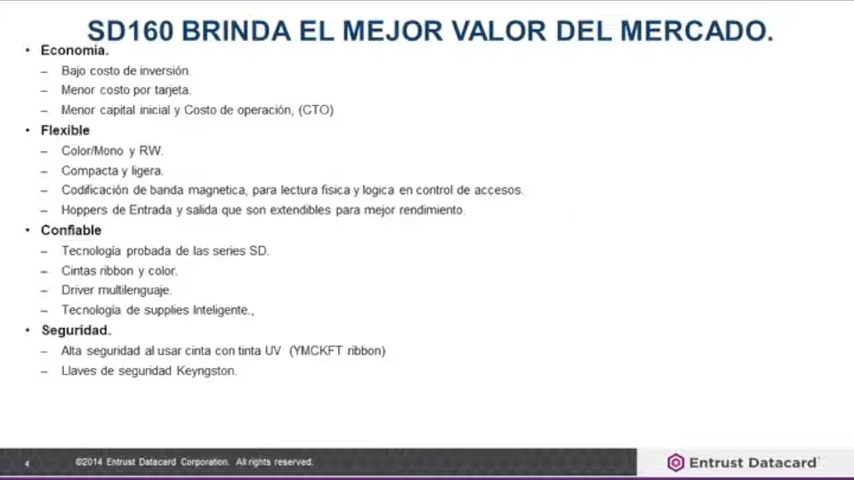 SD160 BRINDA EL MEJOR VALOR DEL MERCADO.
• Economía.
– Bajo costo de inversión.
– Menor costo por tarjeta.
– Menor capital inicial y Costo de operación, (CTO)
• Flexible
– Color/Mono y RW.
– Compacta y ligera.
– Codificación de banda magnetica, para lectura fisica y logica en control de accesos.
– Hoppers de Entrada y salida que son extendibles para mejor rendimiento.
• Confiable
– Tecnología probada de las series SD.
– Cintas ribbon y color.
– Driver multilenguaje.
– Tecnología de supplies Inteligente.,
• Seguridad.
– Alta seguridad al usar cinta con tinta UV (YMCKFT ribbon)
– Llaves de seguridad Keyngston.
4
©2014 Entrust Datacard Corporation. All rights reserved.
Entrust Datacard